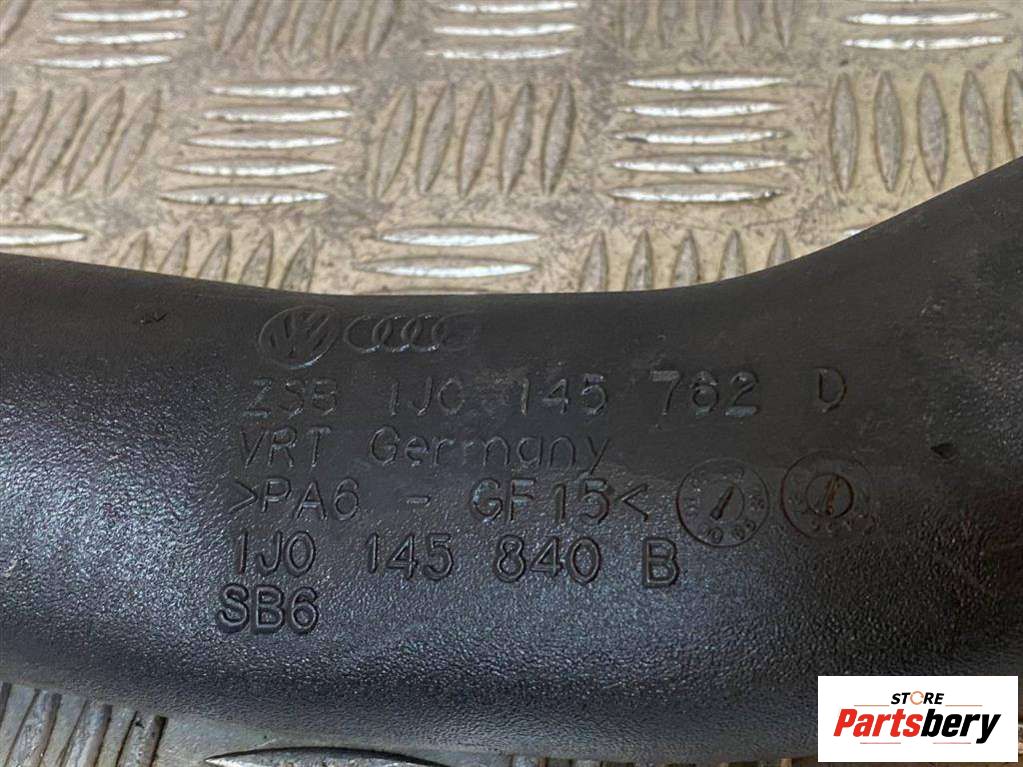 ZSB 1J0 145 762 D
VRT Germany
>PA6 - GF15<
1J0 145 840 B
SB6
STORE
Partsbery